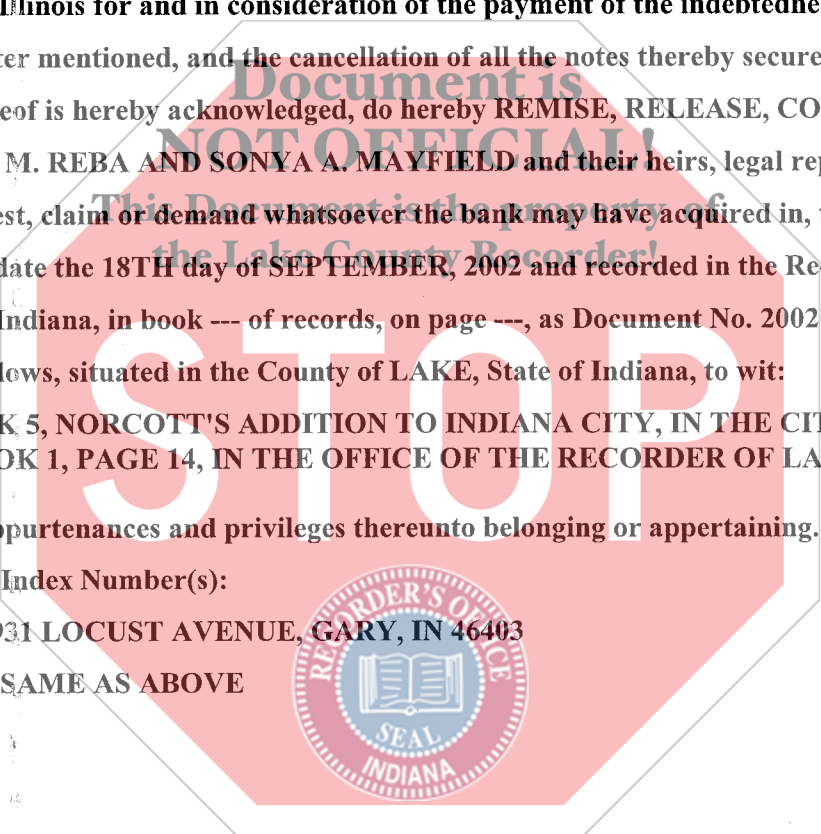 Illinois for and in consideration of the payment of the indebtedne
ter mentioned, and the cancellation of all the notes thereby secure
Document is
eof is hereby acknowledged, do hereby REMISE, RELEASE, CO
NOT OFFICIAL!
M. REBA AND SONYA A. MAYFIELD and their heirs, legal rep
This Document is the property of
est, claim or demand whatsoever the bank may have acquired in,
the Lake County Recorder!
date the 18TH day of SEPTEMBER, 2002 and recorded in the Re
Indiana, in book --- of records, on page ---, as Document No. 2002
lows, situated in the County of LAKE, State of Indiana, to wit:
STOP
K 5, NORCOTT'S ADDITION TO INDIANA CITY, IN THE CIT
OK 1, PAGE 14, IN THE OFFICE OF THE RECORDER OF LA
ppurtenances and privileges thereunto belonging or appertaining.
Index Number(s):
931 LOCUST AVENUE, GARY, IN 46403
SAME AS ABOVE
RECORDER'S OFFICE
SEAL
INDIANA